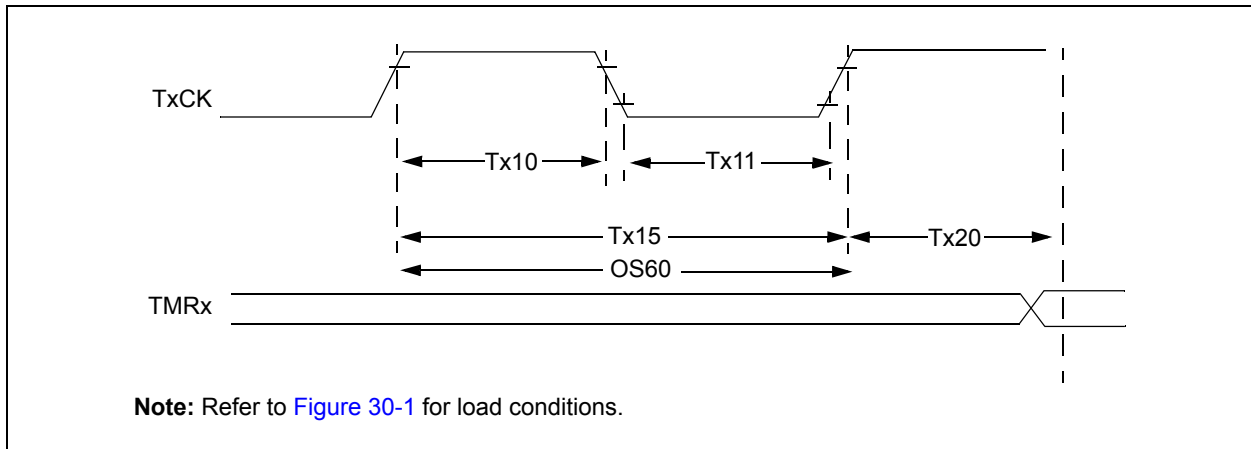 TxCK
Tx10
Tx11
Tx15
Tx20
OS60
TMRx
Note: Refer to Figure 30-1 for load conditions.